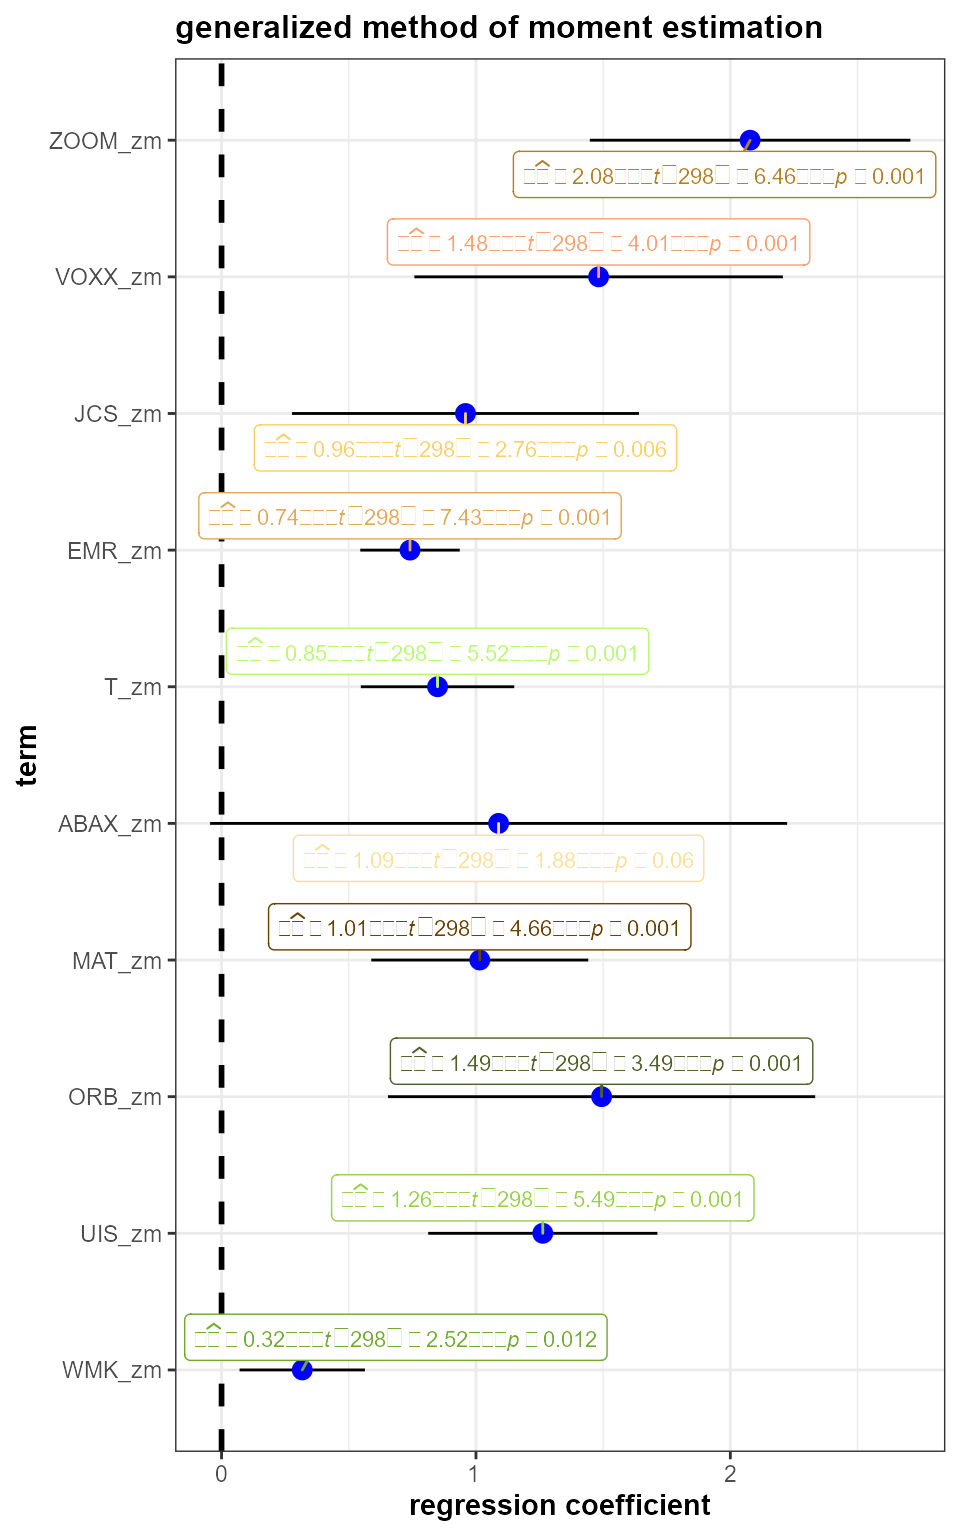 generalized method of moment estimation
ZOOM_zm
□□ □ 2.08□□□t□298□ □ 6.46□□□p □ 0.001
VOXX_zm
□□ □ 1.48□□□t□298□ □ 4.01□□□p □ 0.001
JCS_zm
□□ □ 0.96□□□t□298□ □ 2.76□□□p □ 0.006
EMR_zm
□□ □ 0.74□□□t□298□ □ 7.43□□□p □ 0.001
T_zm
□□ □ 0.85□□□t□298□ □ 5.52□□□p □ 0.001
ABAX_zm
□□ □ 1.09□□□t□298□ □ 1.88□□□p □ 0.06
MAT_zm
□□ □ 1.01□□□t□298□ □ 4.66□□□p □ 0.001
ORB_zm
□□ □ 1.49□□□t□298□ □ 3.49□□□p □ 0.001
UIS_zm
□□ □ 1.26□□□t□298□ □ 5.49□□□p □ 0.001
WMK_zm
□□ □ 0.32□□□t□298□ □ 2.52□□□p □ 0.012
term
0 1 2
regression coefficient